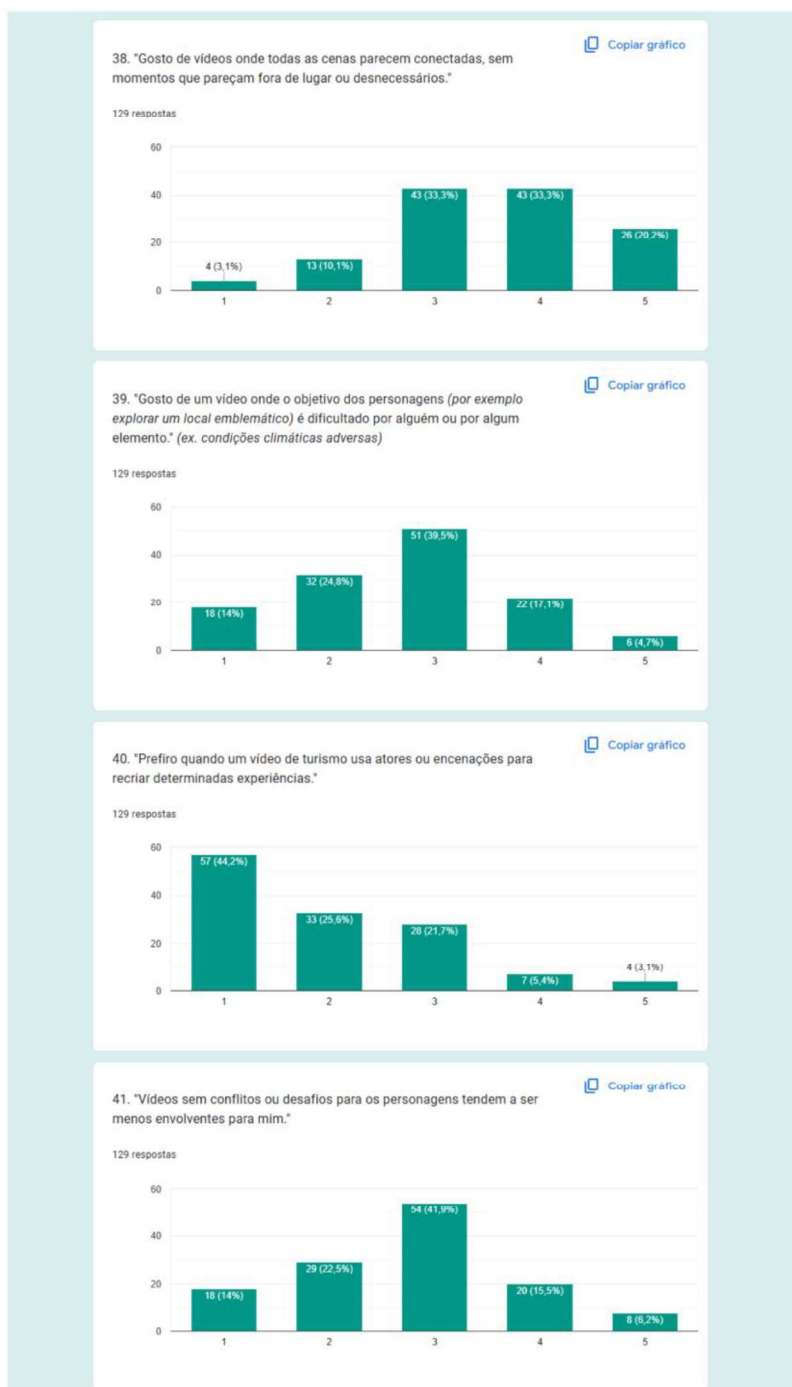 Copiar gráfico
38. "Gosto de vídeos onde todas as cenas parecem conectadas, sem
momentos que pareçam fora de lugar ou desnecessários."
129 respostas
60
40
20
0
4 (3,1%)
13 (10,1%)
43 (33,3%)
43 (33,3%)
26 (20,2%)
1 2 3 4 5
Copiar gráfico
39. "Gosto de um vídeo onde o objetivo dos personagens (por exemplo
explorar um local emblemático) é dificultado por alguém ou por algum
elemento." (ex. condições climáticas adversas)
129 respostas
60
40
20
0
18 (14%)
32 (24,8%)
51 (39,5%)
22 (17,1%)
6 (4,7%)
1 2 3 4 5
Copiar gráfico
40. "Prefiro quando um vídeo de turismo usa atores ou encenações para
recriar determinadas experiências."
129 respostas
60
40
20
0
57 (44,2%)
33 (25,6%)
28 (21,7%)
7 (5,4%)
4 (3,1%)
1 2 3 4 5
Copiar gráfico
41. "Vídeos sem conflitos ou desafios para os personagens tendem a ser
menos envolventes para mim."
129 respostas
60
40
20
0
18 (14%)
29 (22,5%)
54 (41,9%)
20 (15,5%)
8 (6,2%)
1 2 3 4 5